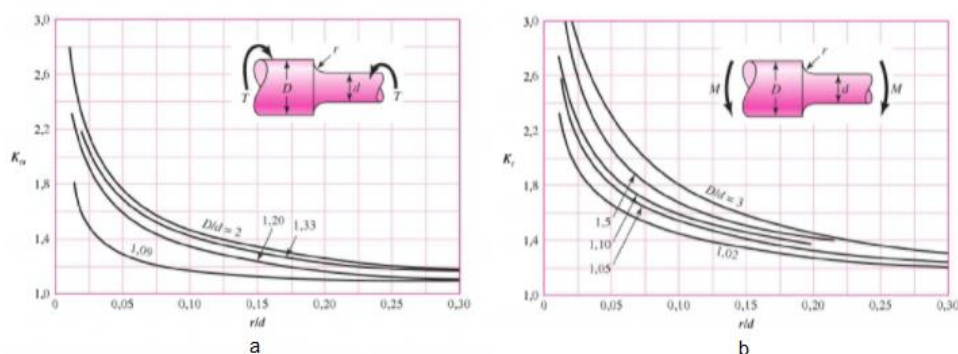 3,0
2,6
2,2
K_ts
1,8
1,4
1,0
r
D
d
T
T
D/d = 2
1,20
1,33
1,09
0
0,05
0,10
0,15
0,20
0,25
0,30
r/d
a
3,0
2,6
2,2
K_t
1,8
1,4
1,0
r
M
D
d
M
D/d = 3
1,5
1,10
1,05
1,02
0
0,05
0,10
0,15
0,20
0,25
0,30
r/d
b